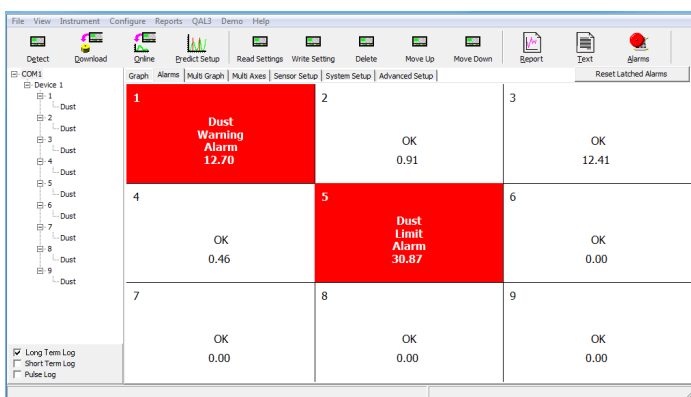 File View Instrument Configure Reports QAL3 Demo Help
Detect Download Online Predict Setup Read Settings Write Setting Delete Move Up Move Down Report Text Alarms
COM1
Device 1
1
Dust
2
Dust
3
Dust
4
Dust
5
Dust
6
Dust
7
Dust
8
Dust
9
Dust
Long Term Log
Short Term Log
Pulse Log
Graph Alarms Multi Graph Multi Axes Sensor Setup System Setup Advanced Setup Reset Latched Alarms
1
Dust
Warning
Alarm
12.70
2
OK
0.91
3
OK
12.41
4
OK
0.46
5
Dust
Limit
Alarm
30.87
6
OK
0.00
7
OK
0.00
8
OK
0.00
9
OK
0.00